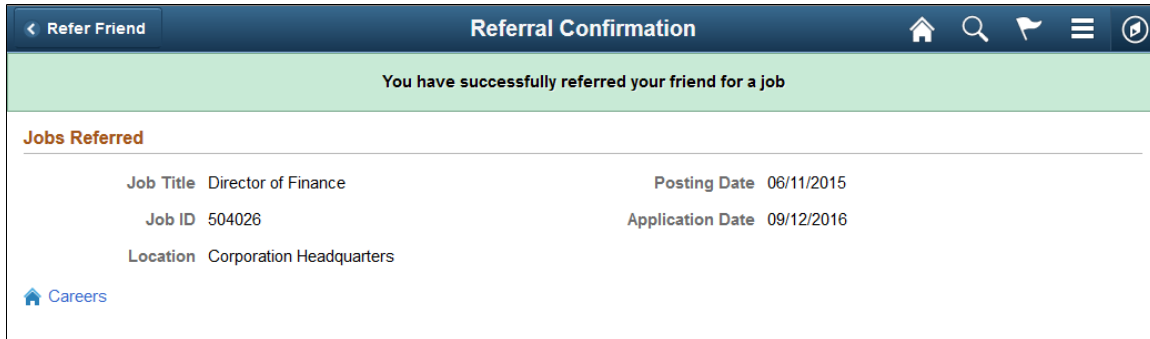 Refer Friend Referral Confirmation
You have successfully referred your friend for a job
Jobs Referred
Job Title Director of Finance Posting Date 06/11/2015
Job ID 504026 Application Date 09/12/2016
Location Corporation Headquarters
Careers